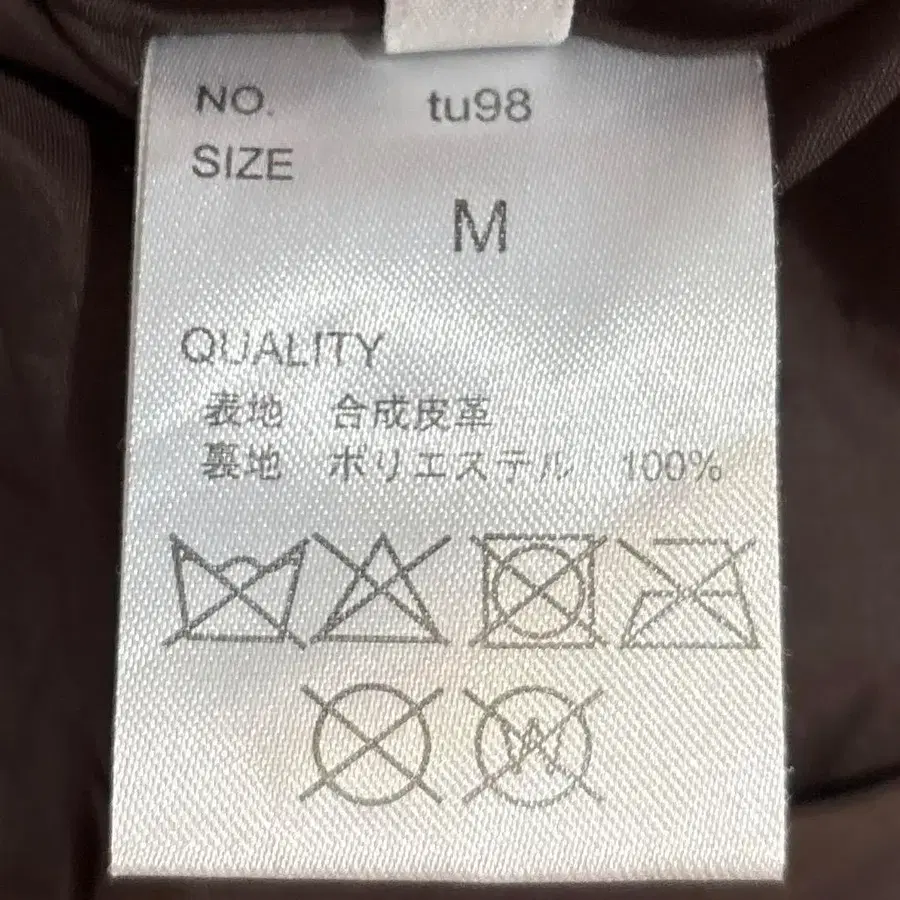 NO. tu98
SIZE
M
QUALITY
表地 合成皮革
裏地 ポリエステル 100%
W